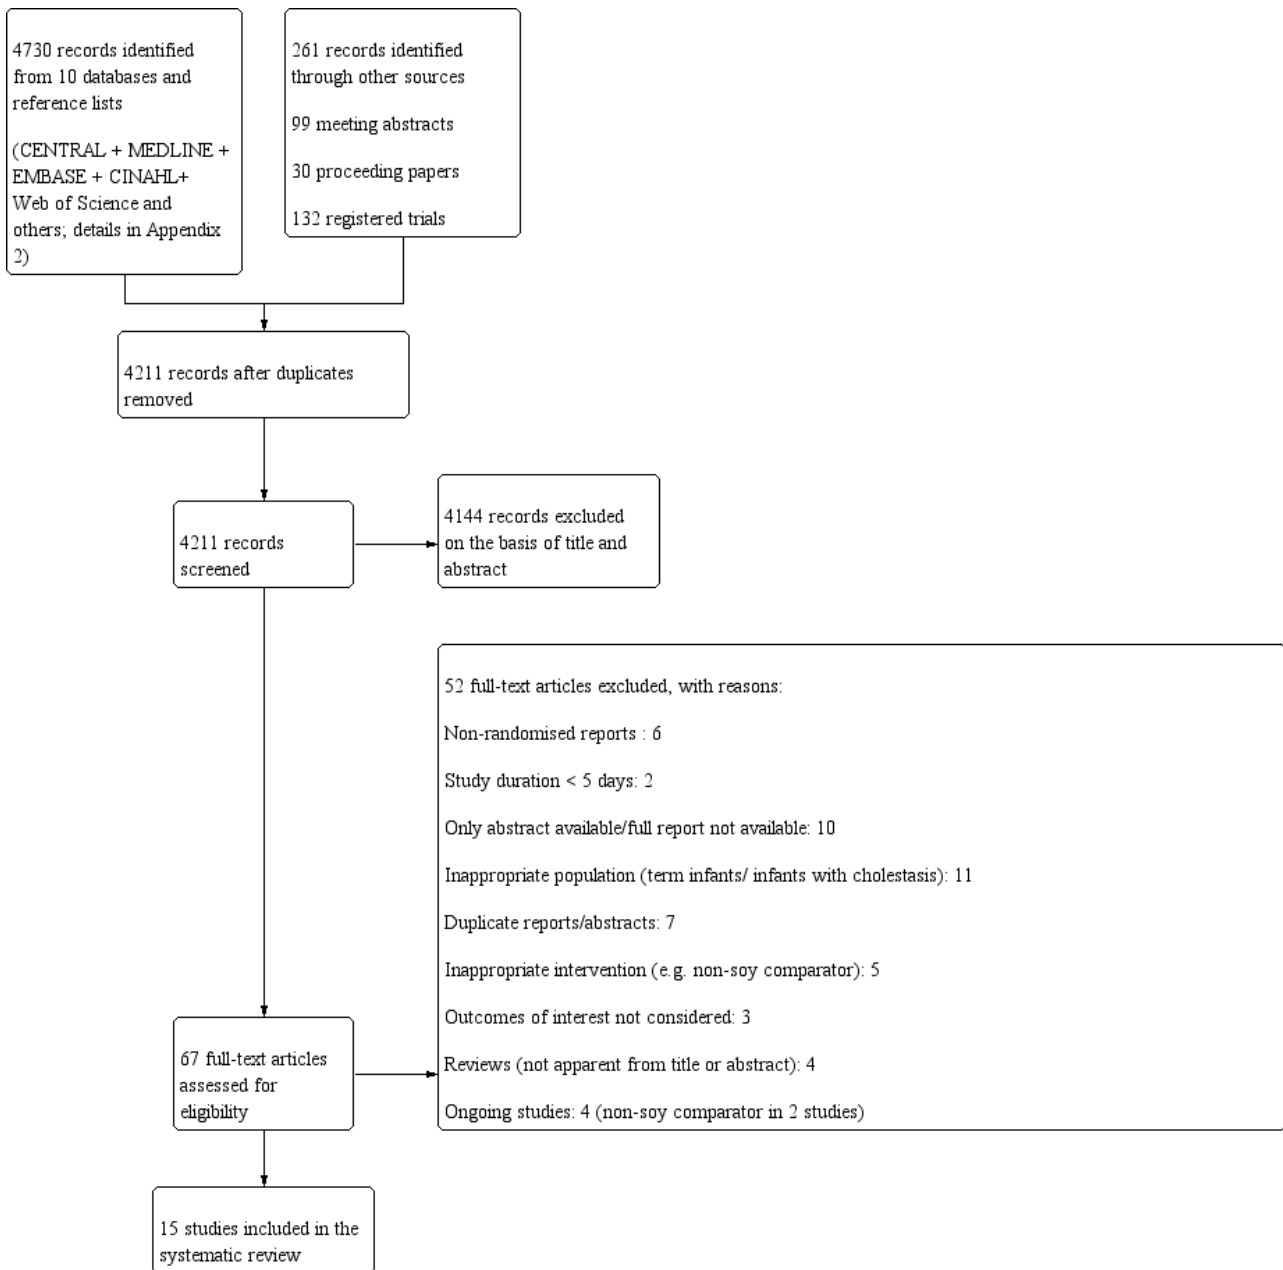 4730 records identified
from 10 databases and
reference lists
(CENTRAL + MEDLINE +
EMBASE + CINAHL+
Web of Science and
others; details in Appendix
2)
261 records identified
through other sources
99 meeting abstracts
30 proceeding papers
132 registered trials
4211 records after duplicates
removed
4211 records
screened
4144 records excluded
on the basis of title and
abstract
52 full-text articles excluded, with reasons:
Non-randomised reports : 6
Study duration < 5 days: 2
Only abstract available/full report not available: 10
Inappropriate population (term infants/ infants with cholestasis): 11
Duplicate reports/abstracts: 7
Inappropriate intervention (e.g. non-soy comparator): 5
Outcomes of interest not considered: 3
Reviews (not apparent from title or abstract): 4
Ongoing studies: 4 (non-soy comparator in 2 studies)
67 full-text articles
assessed for
eligibility
15 studies included in the
systematic review